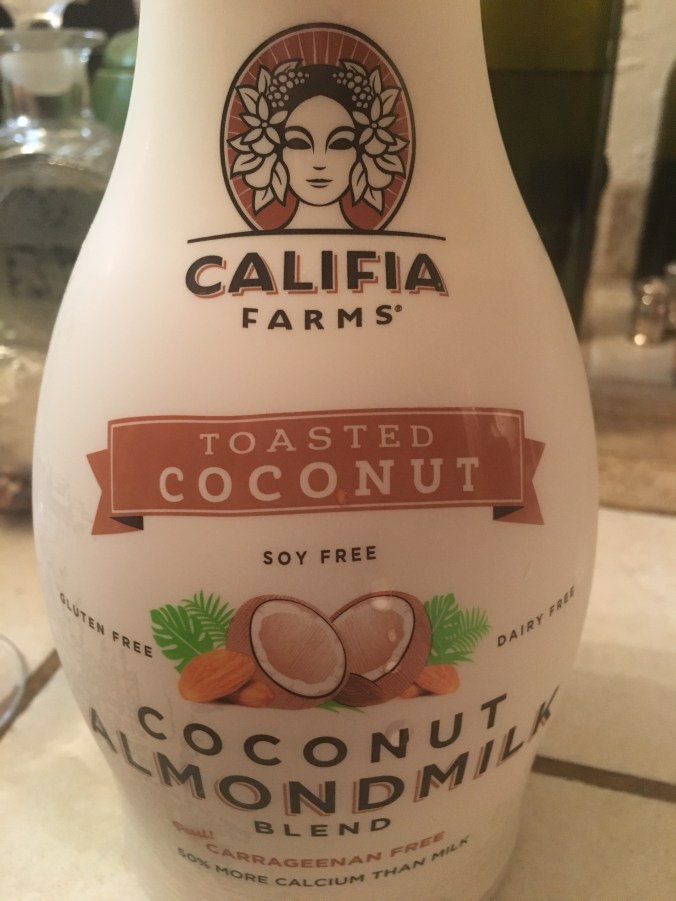 CALIFIA
FARMS®
TOASTED
COCONUT
SOY FREE
GLUTEN FREE
DAIRY FREE
COCONUT
ALMONDMILK
BLEND
Pssst!
CARRAGEENAN FREE
50% MORE CALCIUM THAN MILK